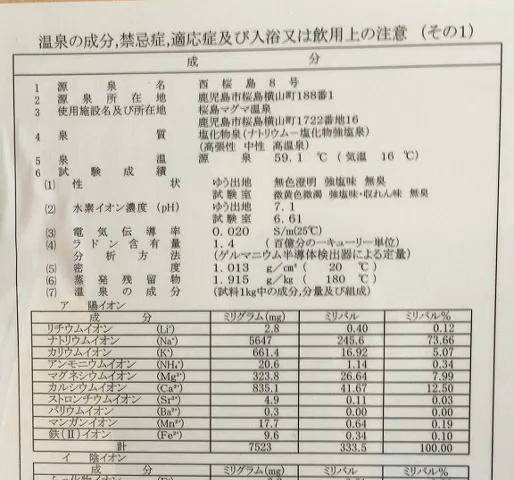 温泉の成分,禁忌症,適応症及び入浴又は飲用上の注意 (その1)
成 分
1 源泉名 西桜島8号
2 源泉所在地 鹿児島市桜島横山町188番1
3 使用施設名及び所在地 桜島マグマ温泉
鹿児島市桜島横山町1722番地16
4 泉質 塩化物泉(ナトリウム-塩化物強塩泉)
(高張性 中性 高温泉)
5 泉温 源泉 59.1 ℃ (気温 16 ℃)
6 試験成績
(1) 性状 ゆう出地 無色澄明 強塩味 無臭
試験室 微黄色微濁 強塩味・収れん味 無臭
(2) 水素イオン濃度 (pH) ゆう出地 7.1
試験室 6.61
(3) 電気伝導率 0.020 S/m(25℃)
(4) ラドン含有量 1.4 (百億分の一キューリー単位)
分析方法 (ゲルマニウム半導体検出器による定量)
(5) 密度 1.013 g/cm³ ( 20 ℃)
(6) 蒸発残留物 1.915 g/kg ( 180 ℃)
(7) 温泉の成分 (試料1kg中の成分,分量及び組成)
ア 陽イオン
成分 ミリグラム(mg) ミリバル ミリバル%
リチウムイオン (Li⁺) 2.8 0.40 0.12
ナトリウムイオン (Na⁺) 5647 245.6 73.66
カリウムイオン (K⁺) 661.4 16.92 5.07
アンモニウムイオン (NH₄⁺) 20.6 1.14 0.34
マグネシウムイオン (Mg²⁺) 323.8 26.64 7.99
カルシウムイオン (Ca²⁺) 835.1 41.67 12.50
ストロンチウムイオン (Sr²⁺) 4.9 0.11 0.03
バリウムイオン (Ba²⁺) 0.3 0.00 0.00
マンガンイオン (Mn²⁺) 17.7 0.64 0.19
鉄(Ⅱ)イオン (Fe²⁺) 9.6 0.34 0.10
計 7523 333.5 100.00
イ 陰イオン
成分 ミリグラム(mg) ミリバル ミリバル%